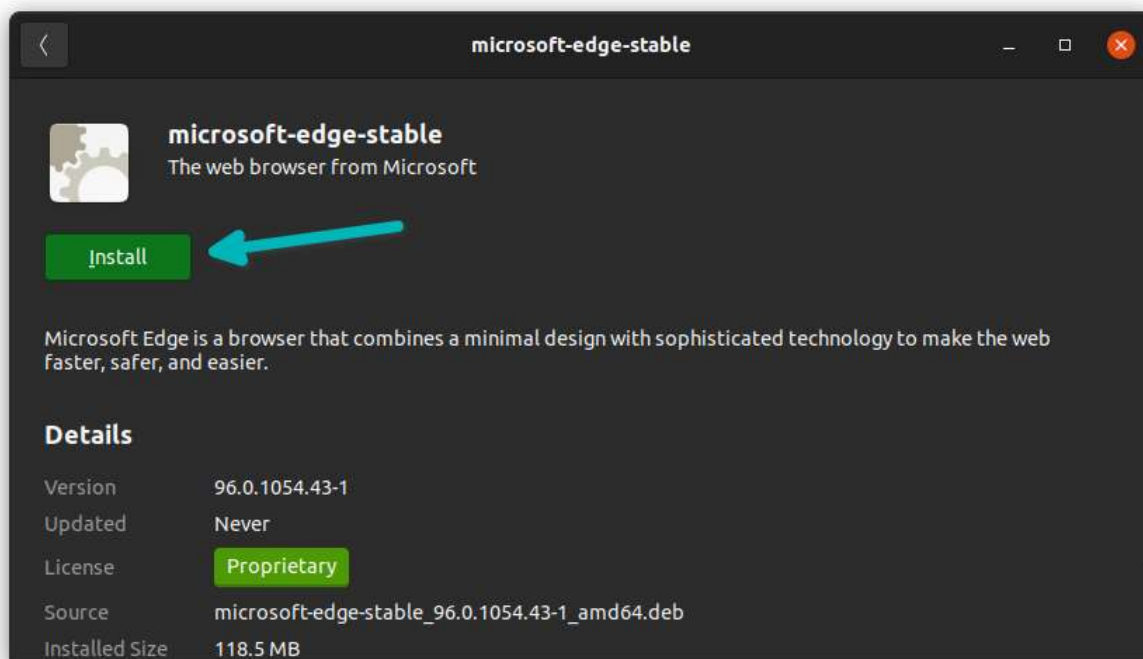 microsoft-edge-stable
microsoft-edge-stable
The web browser from Microsoft
Install
Microsoft Edge is a browser that combines a minimal design with sophisticated technology to make the web
faster, safer, and easier.
Details
Version 96.0.1054.43-1
Updated Never
License Proprietary
Source microsoft-edge-stable_96.0.1054.43-1_amd64.deb
Installed Size 118.5 MB